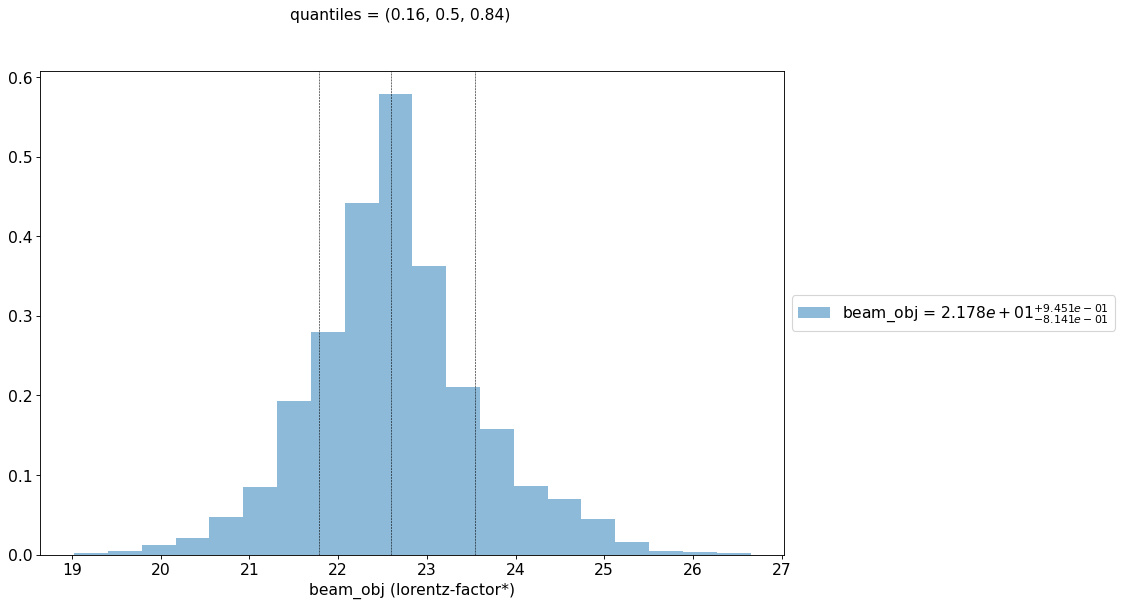 quantiles = (0.16, 0.5, 0.84)
0.6
0.5
0.4
0.3
0.2
0.1
0.0
19 20 21 22 23 24 25 26 27
beam_obj (lorentz-factor*)
beam_obj = 2.178e + 01 +9.451e−01 −8.141e−01